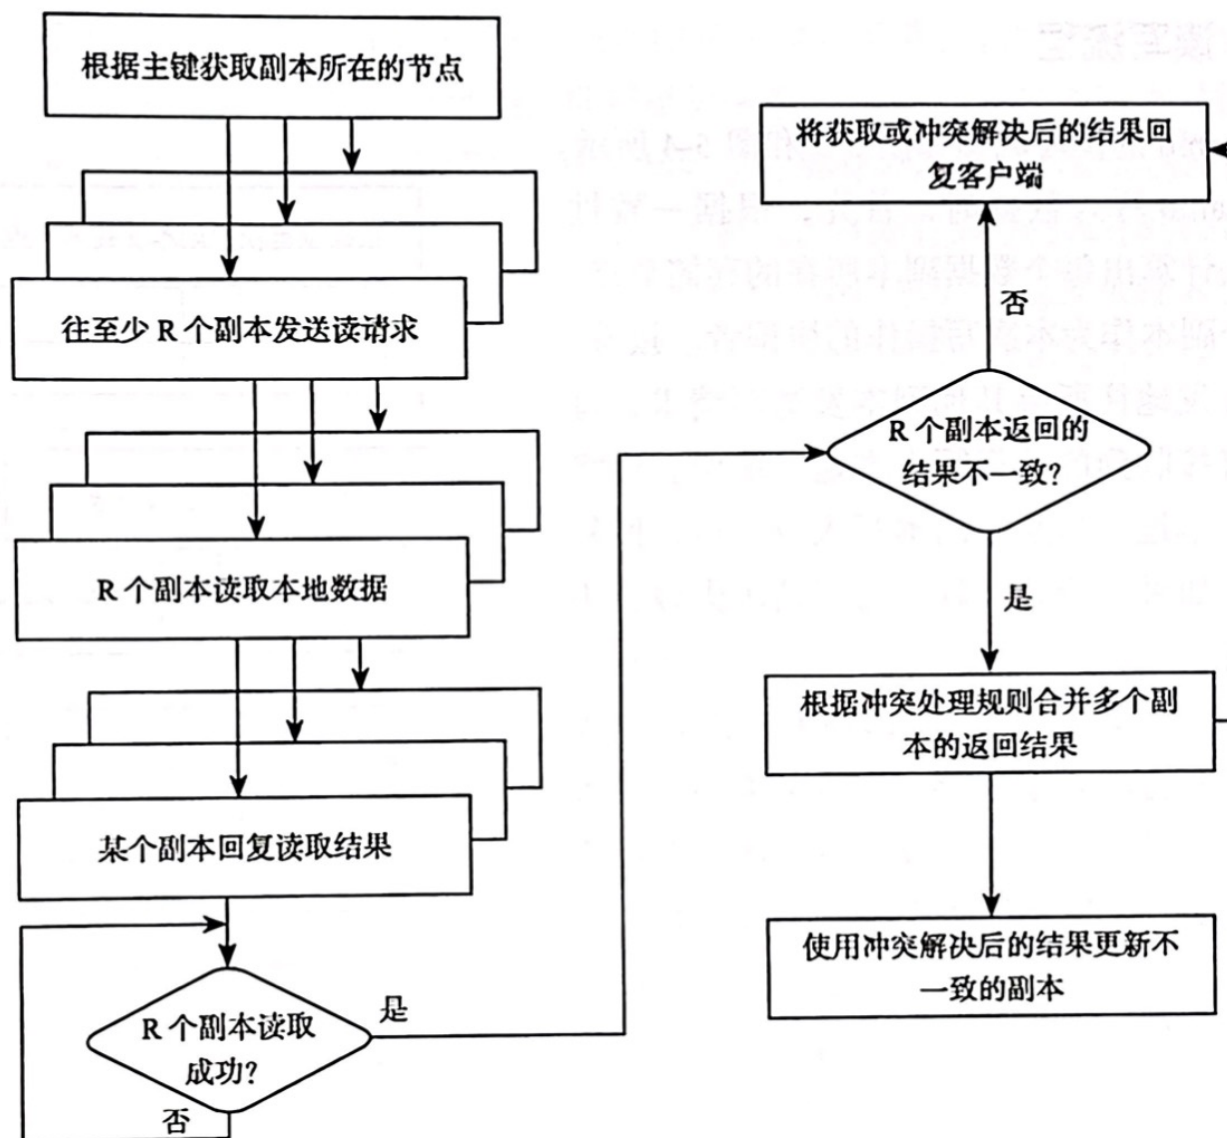 根据主键获取副本所在的节点
往至少 R 个副本发送读请求
R 个副本读取本地数据
某个副本回复读取结果
R 个副本读取
成功?
是
否
将获取或冲突解决后的结果回
复客户端
否
R 个副本返回的
结果不一致?
是
根据冲突处理规则合并多个副
本的返回结果
使用冲突解决后的结果更新不
一致的副本